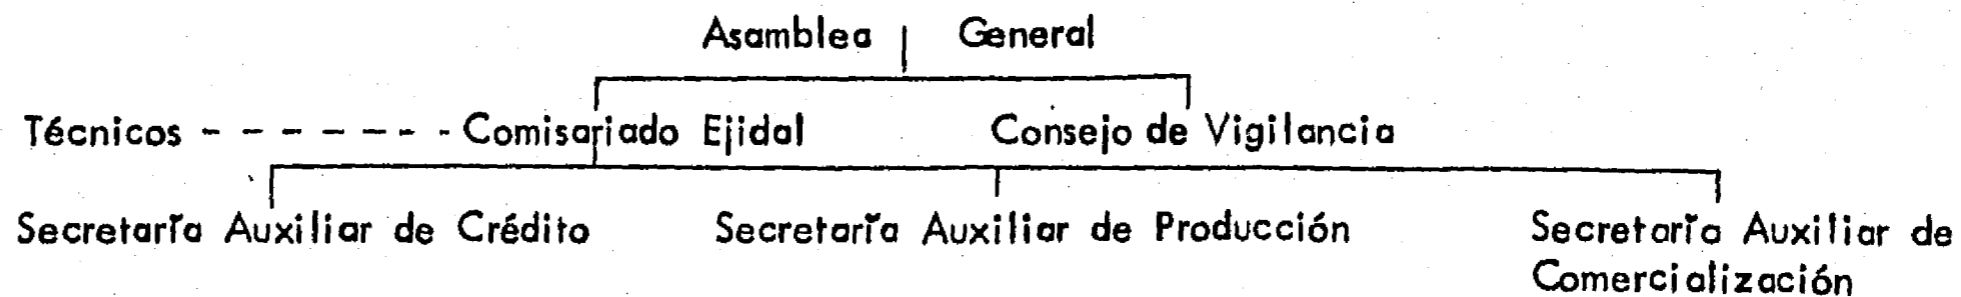 Asamblea General
Técnicos - - - - - - - - Comisariado Ejidal Consejo de Vigilancia
Secretaría Auxiliar de Crédito Secretaría Auxiliar de Producción Secretaría Auxiliar de
Comercialización